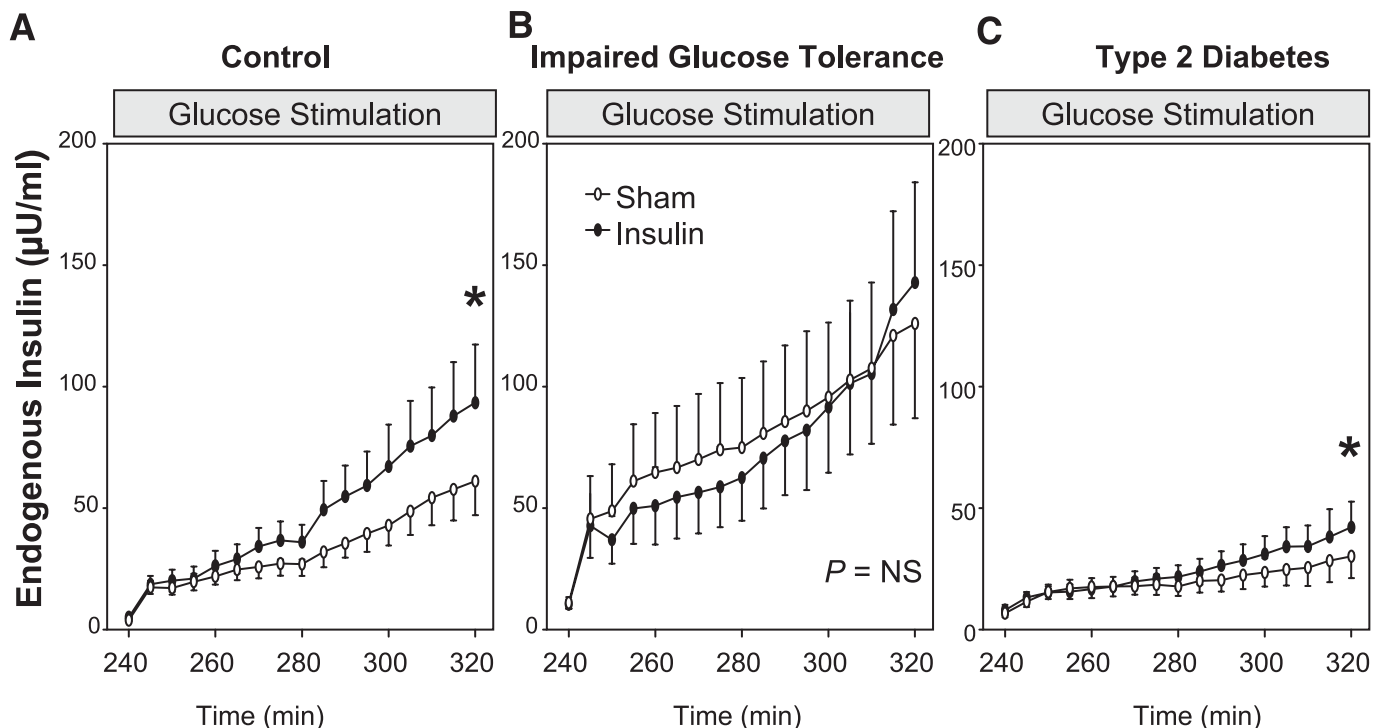 A
Control
Glucose Stimulation
Endogenous Insulin (µU/ml)
200
150
100
50
0
*
240 260 280 300 320
Time (min)
B
Impaired Glucose Tolerance
Glucose Stimulation
200
150
100
50
0
Sham
Insulin
P = NS
240 260 280 300 320
Time (min)
C
Type 2 Diabetes
Glucose Stimulation
200
150
100
50
0
*
240 260 280 300 320
Time (min)